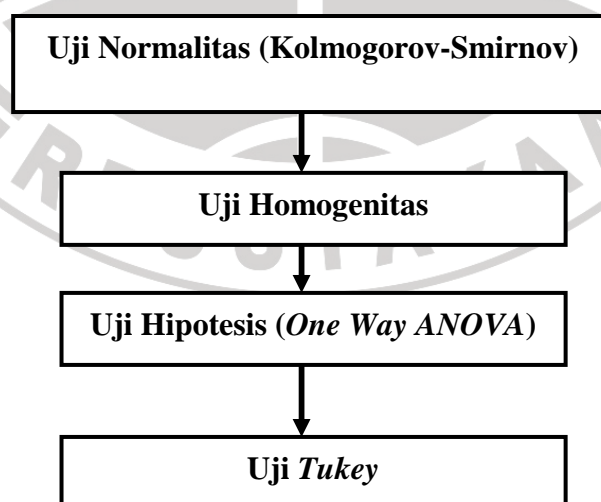 Uji Normalitas (Kolmogorov-Smirnov)
Uji Homogenitas
Uji Hipotesis (One Way ANOVA)
Uji Tukey